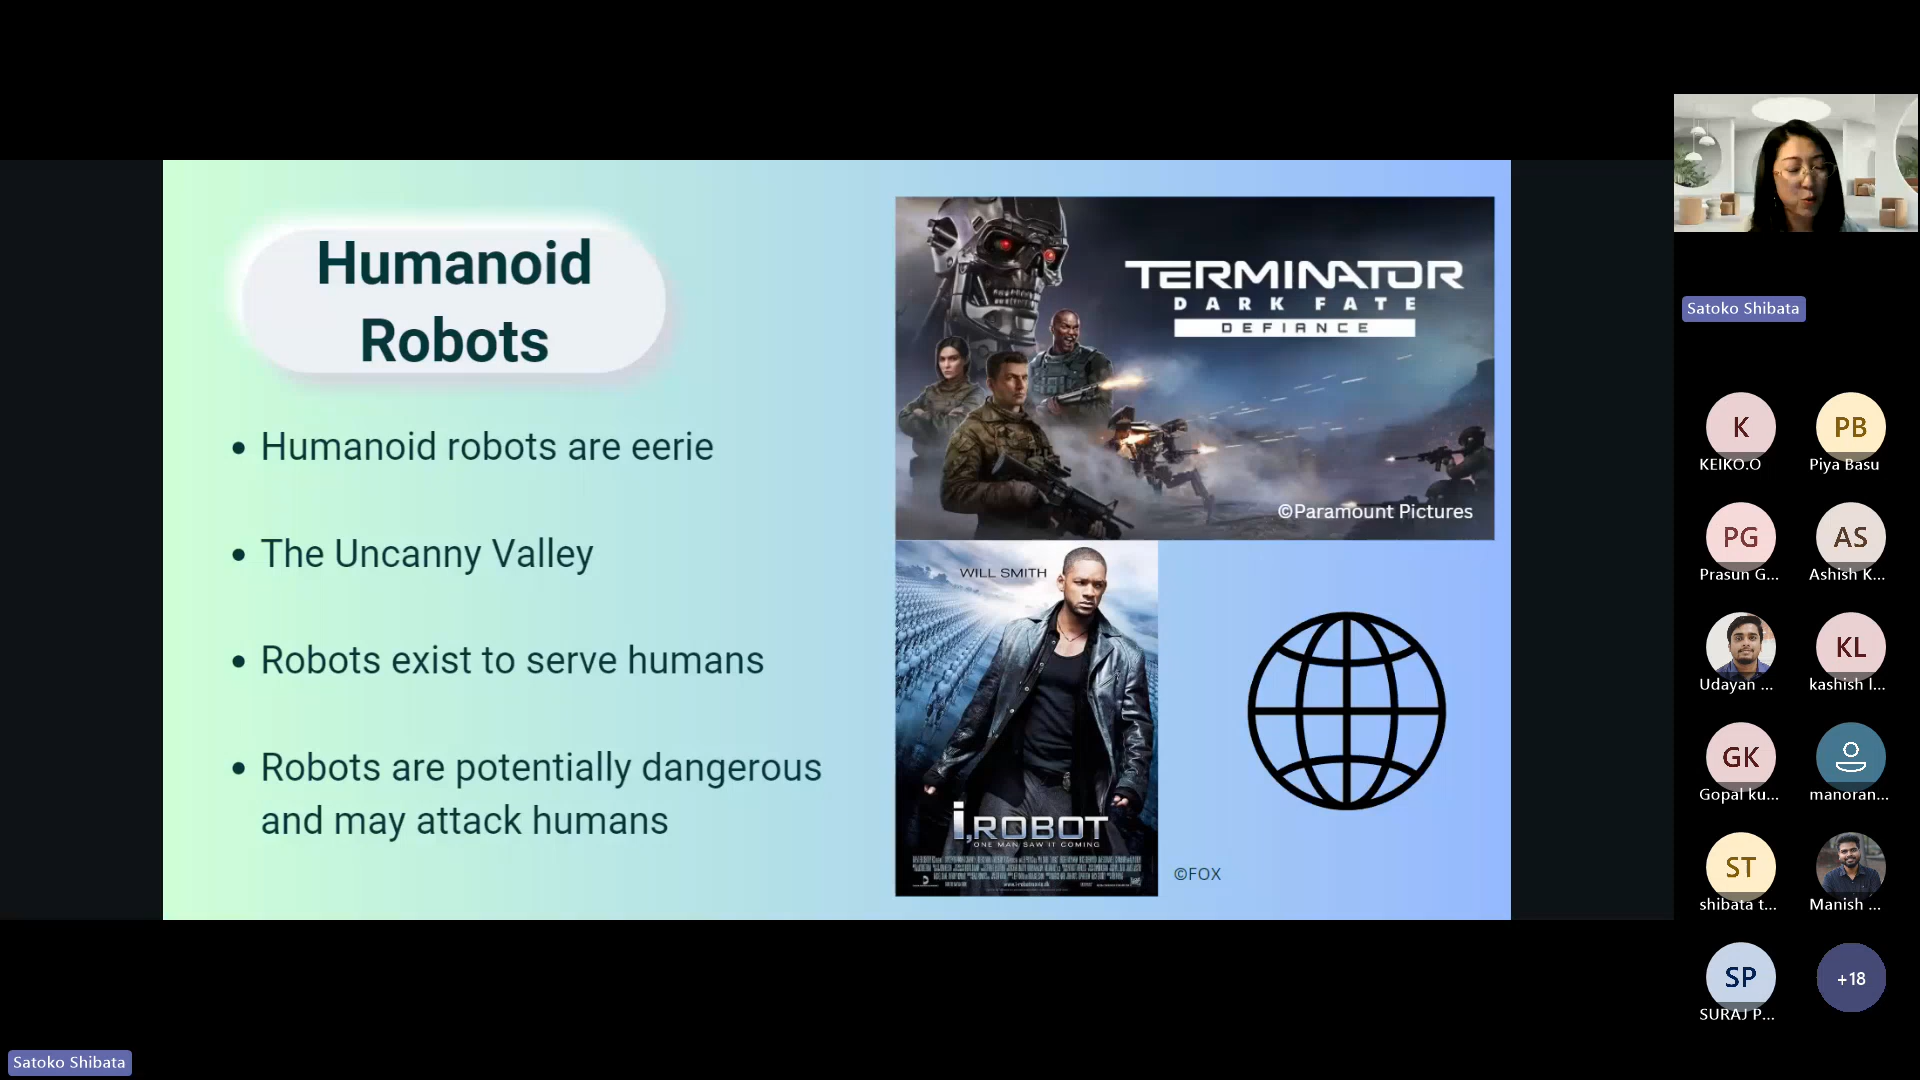 Humanoid
Robots
• Humanoid robots are eerie
• The Uncanny Valley
• Robots exist to serve humans
• Robots are potentially dangerous
and may attack humans
TERMINATOR
DARK FATE
DEFIANCE
©Paramount Pictures
WILL SMITH
i,ROBOT
ONE MAN SAW IT COMING
©FOX
Satoko Shibata
K
KEIKO.O
PB
Piya Basu
PG
Prasun G...
AS
Ashish K...
Udayan ...
KL
kashish l...
GK
Gopal ku...
manoran...
ST
shibata t...
Manish ...
SP
SURAJ P...
+18
Satoko Shibata